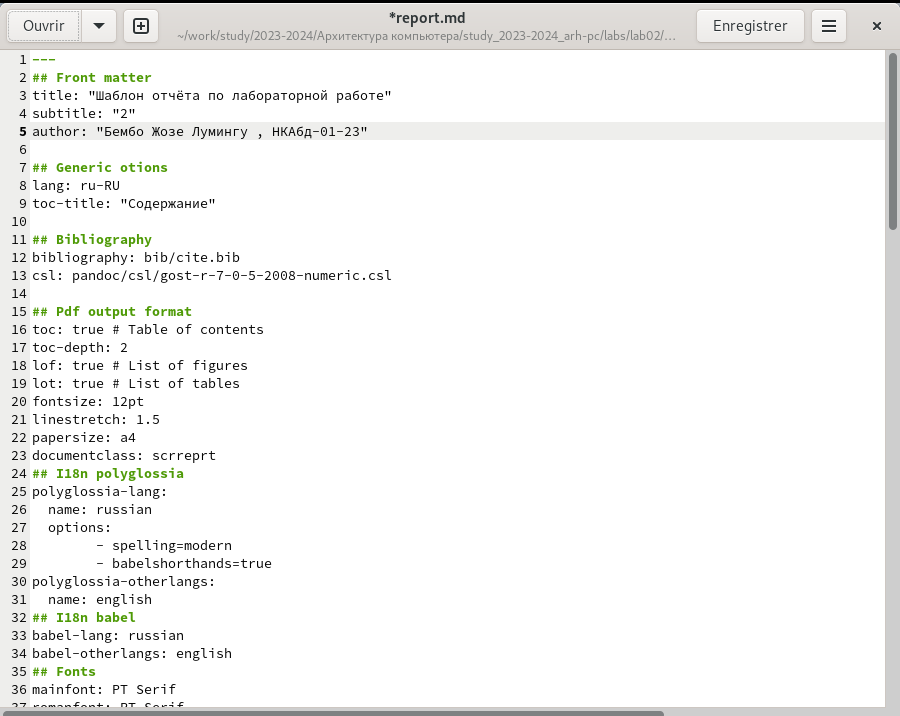 Ouvrir
*report.md
~/work/study/2023-2024/Архитектура компьютера/study_2023-2024_arh-pc/labs/lab02/…
Enregistrer
1 ---
2 ## Front matter
3 title: "Шаблон отчёта по лабораторной работе"
4 subtitle: "2"
5 author: "Бембо Жозе Лумингу , НКАбд-01-23"
6
7 ## Generic otions
8 lang: ru-RU
9 toc-title: "Содержание"
10
11 ## Bibliography
12 bibliography: bib/cite.bib
13 csl: pandoc/csl/gost-r-7-0-5-2008-numeric.csl
14
15 ## Pdf output format
16 toc: true # Table of contents
17 toc-depth: 2
18 lof: true # List of figures
19 lot: true # List of tables
20 fontsize: 12pt
21 linestretch: 1.5
22 papersize: a4
23 documentclass: scrreprt
24 ## I18n polyglossia
25 polyglossia-lang:
26   name: russian
27   options:
28         - spelling=modern
29         - babelshorthands=true
30 polyglossia-otherlangs:
31   name: english
32 ## I18n babel
33 babel-lang: russian
34 babel-otherlangs: english
35 ## Fonts
36 mainfont: PT Serif
37 romanfont: PT Serif